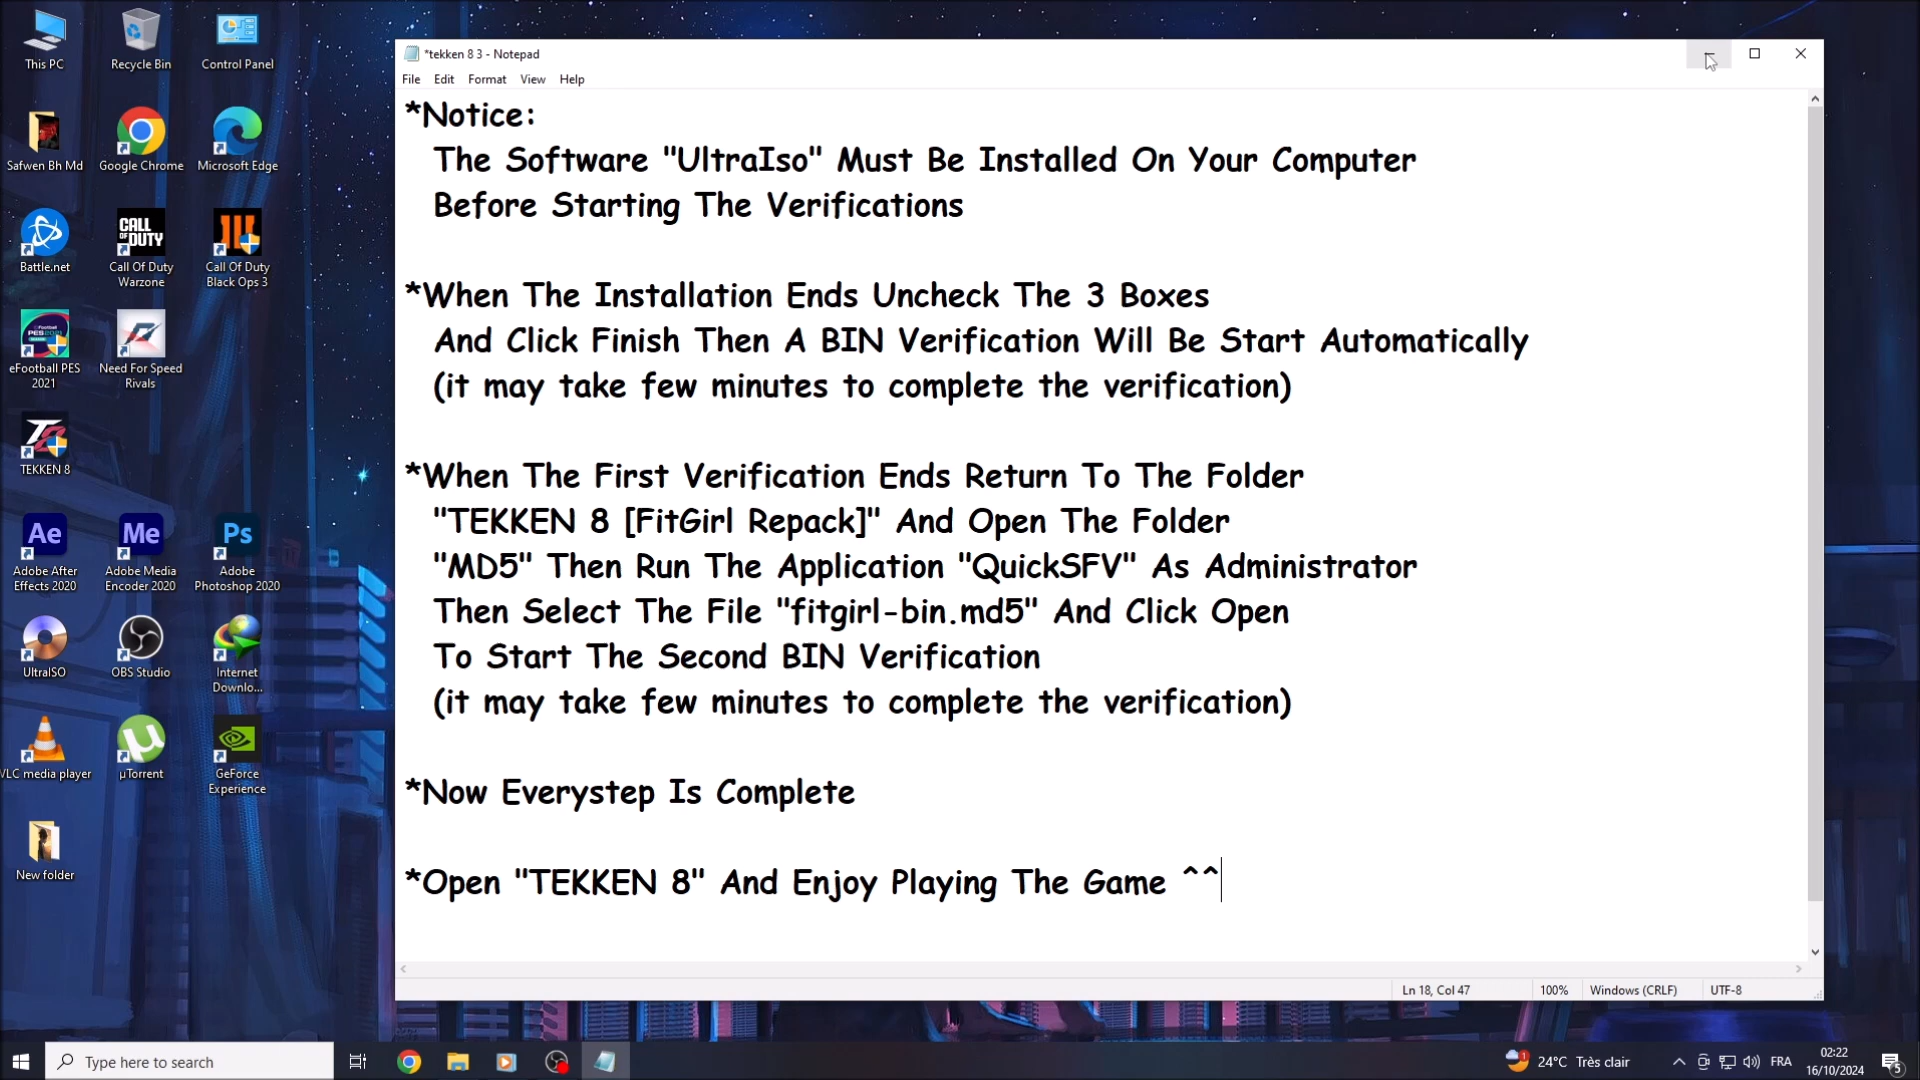 This PC
Recycle Bin
Control Panel
Safwen Bh Md
Google Chrome
Microsoft Edge
Battle.net
CALL OF DUTY
Call Of Duty
Warzone
Call Of Duty
Black Ops 3
eFootball PES
2021
Need For Speed
Rivals
TEKKEN 8
Ae
Adobe After
Effects 2020
Me
Adobe Media
Encoder 2020
Ps
Adobe
Photoshop 2020
UltraISO
OBS Studio
Internet
Downlo...
VLC media player
µTorrent
GeForce
Experience
New folder
*tekken 8 3 - Notepad
File Edit Format View Help
*Notice:
The Software "UltraIso" Must Be Installed On Your Computer
Before Starting The Verifications
*When The Installation Ends Uncheck The 3 Boxes
And Click Finish Then A BIN Verification Will Be Start Automatically
(it may take few minutes to complete the verification)
*When The First Verification Ends Return To The Folder
"TEKKEN 8 [FitGirl Repack]" And Open The Folder
"MD5" Then Run The Application "QuickSFV" As Administrator
Then Select The File "fitgirl-bin.md5" And Click Open
To Start The Second BIN Verification
(it may take few minutes to complete the verification)
*Now Everystep Is Complete
*Open "TEKKEN 8" And Enjoy Playing The Game ^^
Ln 18, Col 47 100% Windows (CRLF) UTF-8
Type here to search
1
24°C Très clair
FRA
02:22
16/10/2024
5